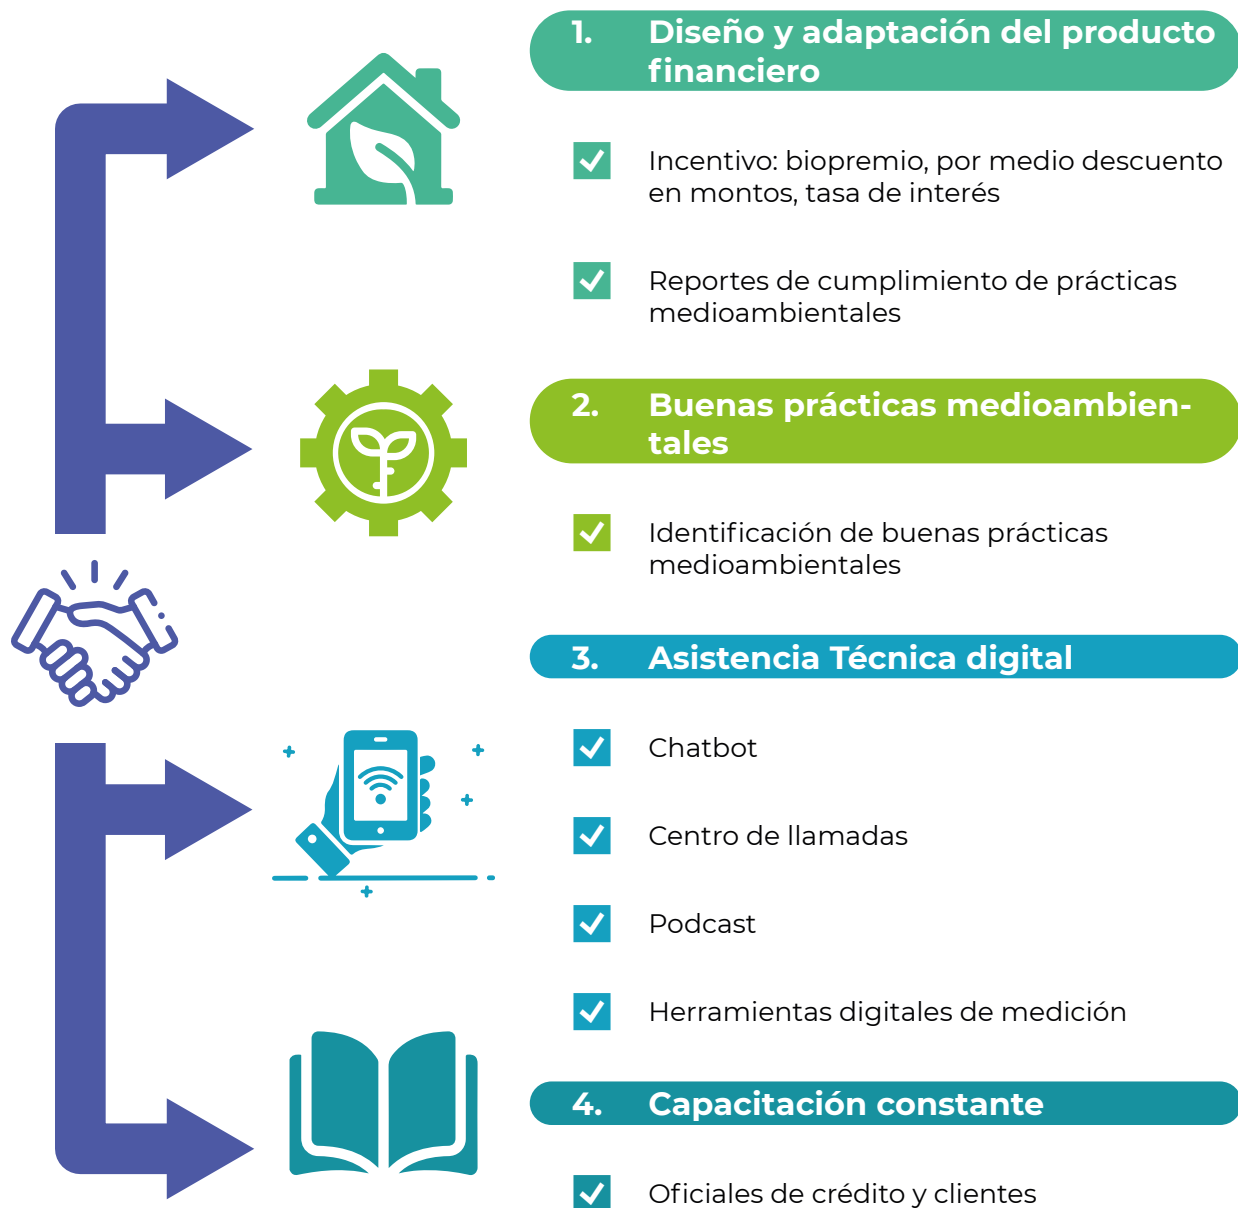 1. Diseño y adaptación del producto
financiero
Incentivo: biopremio, por medio descuento
en montos, tasa de interés
Reportes de cumplimiento de prácticas
medioambientales
2. Buenas prácticas medioambien-
tales
Identificación de buenas prácticas
medioambientales
3. Asistencia Técnica digital
Chatbot
Centro de llamadas
Podcast
Herramientas digitales de medición
4. Capacitación constante
Oficiales de crédito y clientes